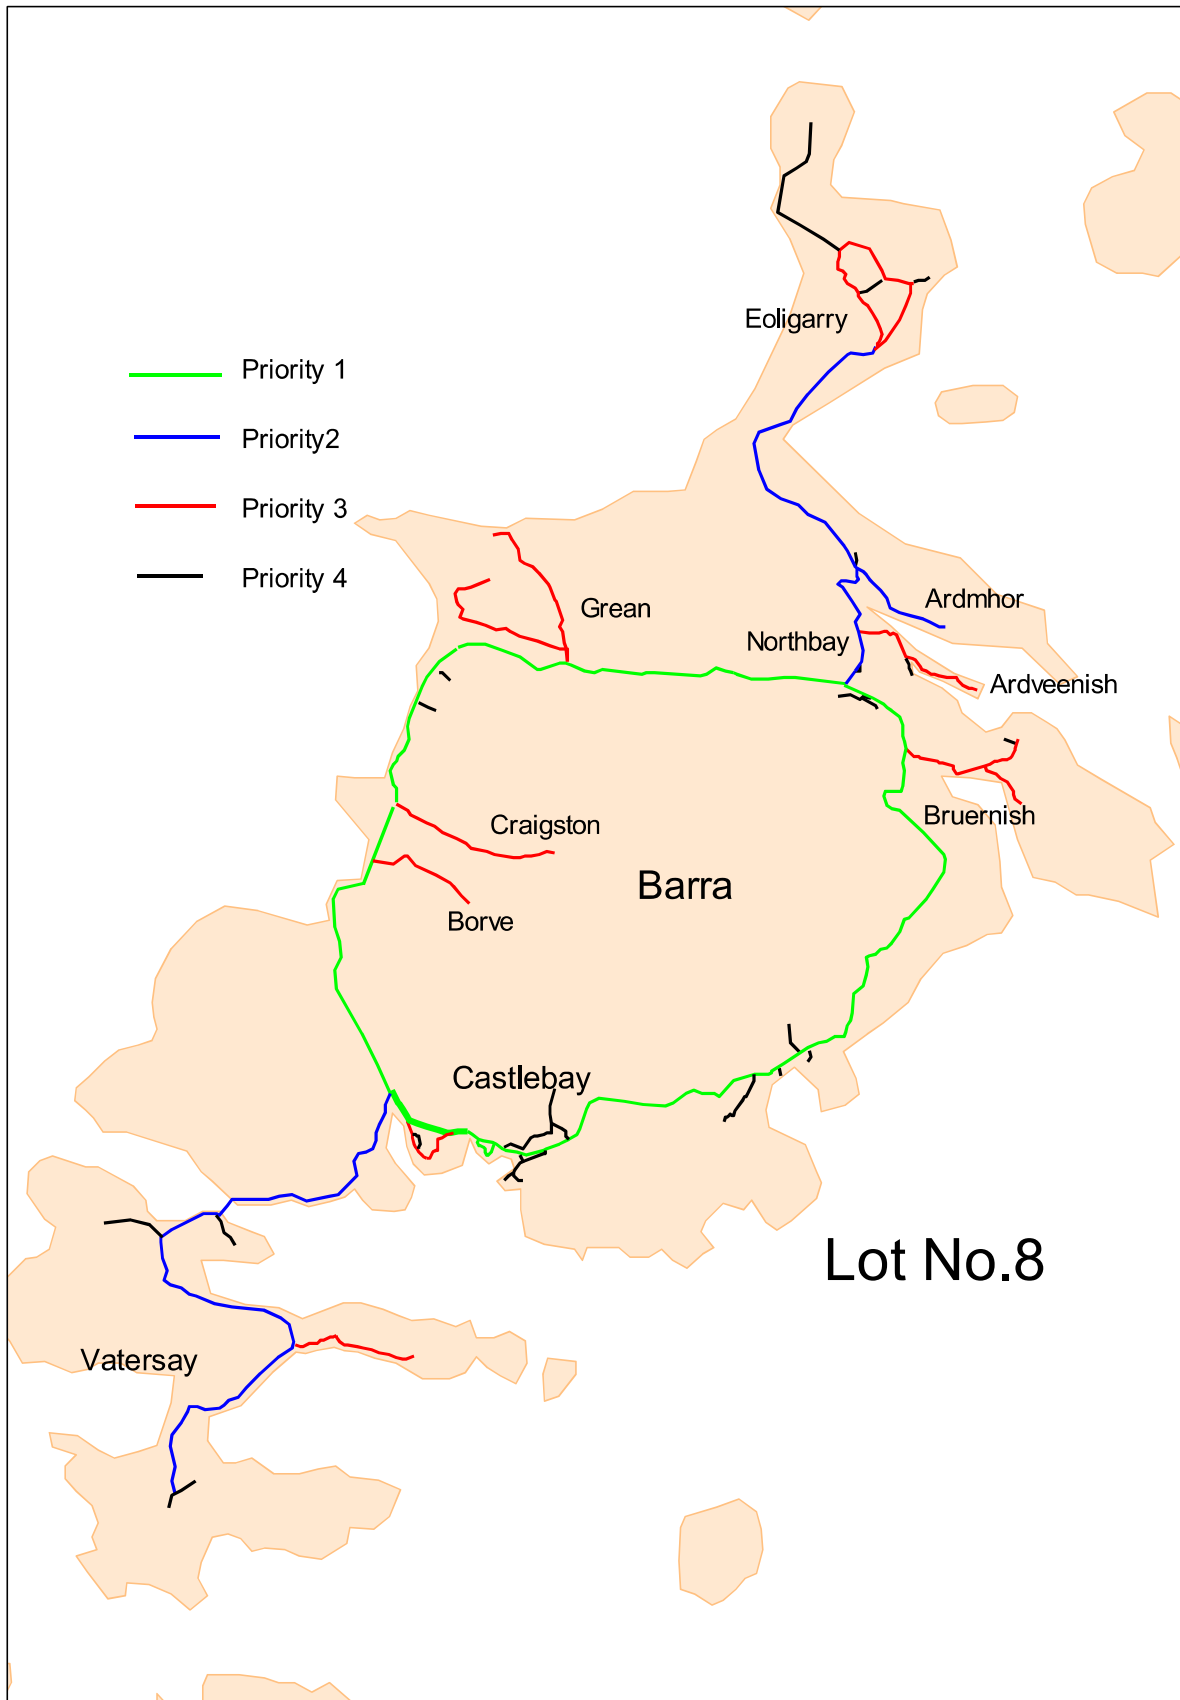 Eoligarry
Priority 1
Priority2
Priority 3
Priority 4
Grean
Ardmhor
Northbay
Ardveenish
Craigston
Bruernish
Barra
Borve
Castlebay
Lot No.8
Vatersay